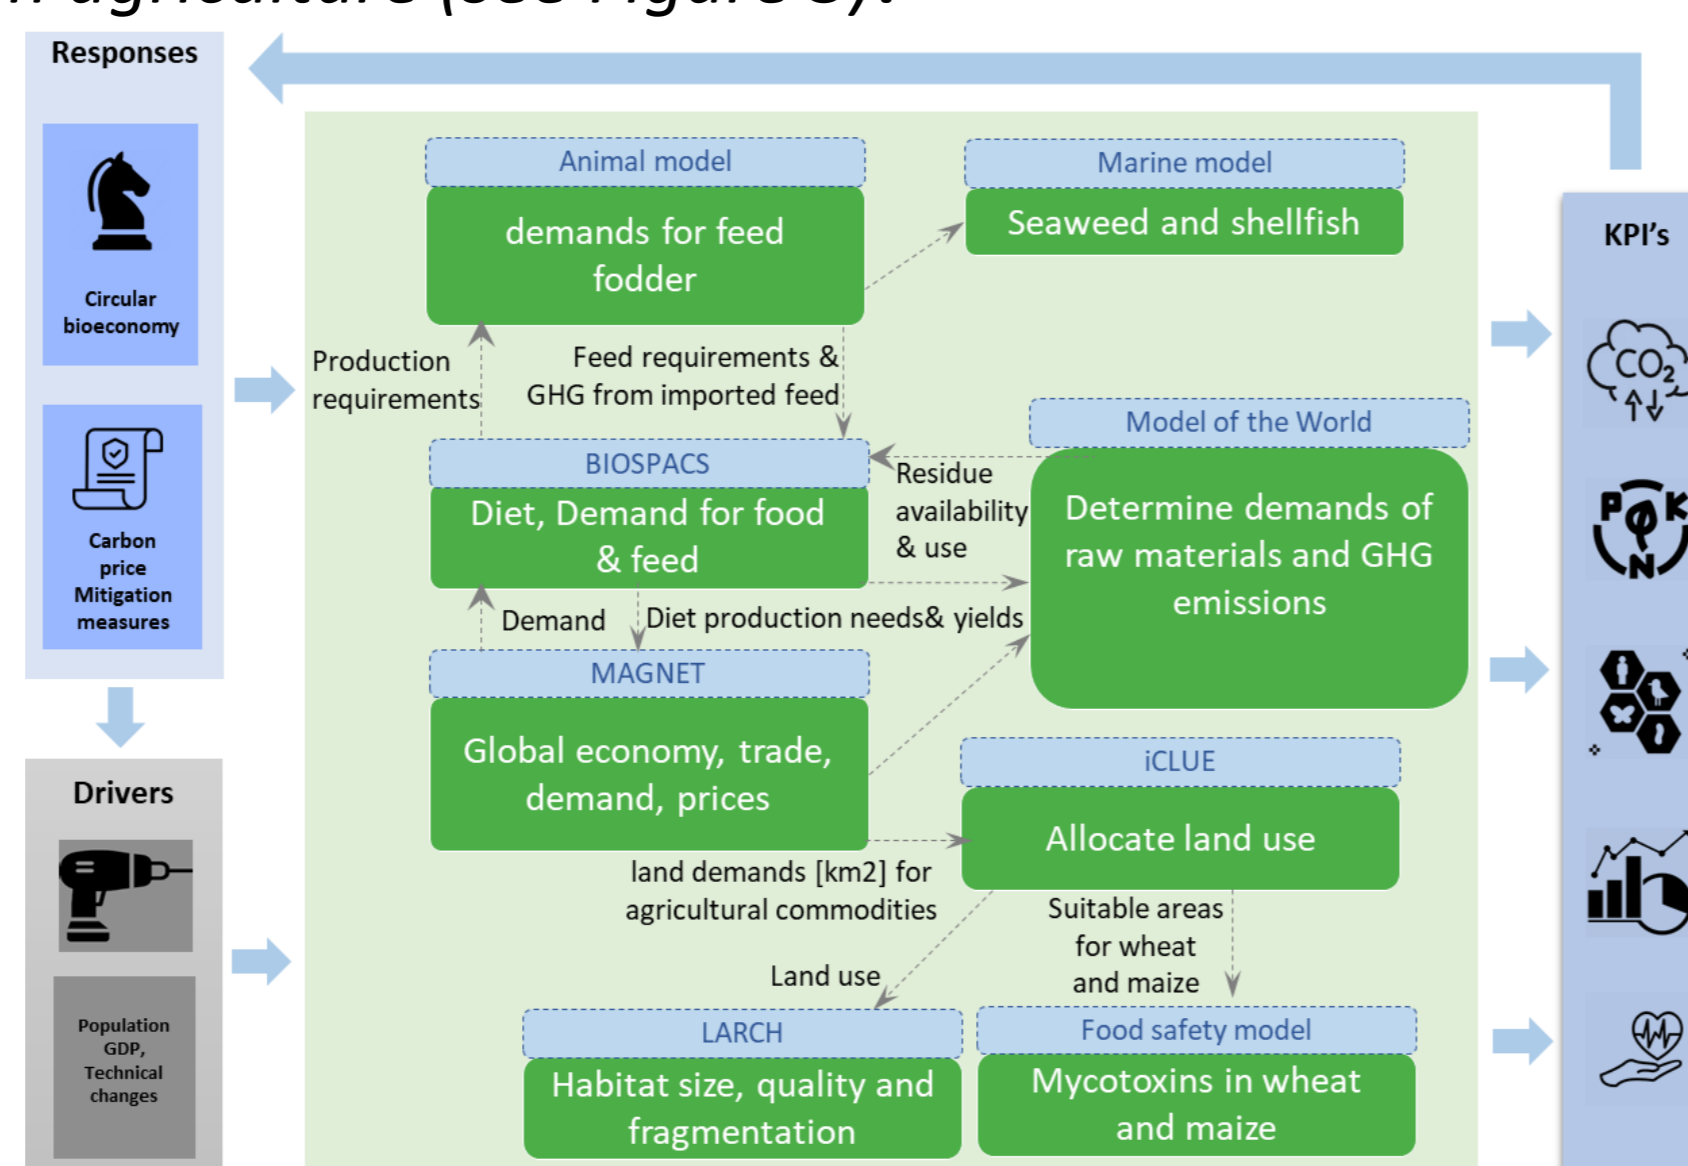 n agriculture (see Figure 3).
Responses
Circular
bioeconomy
Carbon
price
Mitigation
measures
Drivers
Population
GDP,
Technical
changes
Animal model
demands for feed
fodder
Marine model
Seaweed and shellfish
Production
requirements
Feed requirements &
GHG from imported feed
BIOSPACS
Diet, Demand for food
& feed
Residue
availability
& use
Model of the World
Determine demands of
raw materials and GHG
emissions
Demand
Diet production needs& yields
MAGNET
Global economy, trade,
demand, prices
iCLUE
Allocate land use
land demands [km2] for
agricultural commodities
Land use
Suitable areas
for wheat
and maize
LARCH
Habitat size, quality and
fragmentation
Food safety model
Mycotoxins in wheat
and maize
KPI's
CO2
P K
N